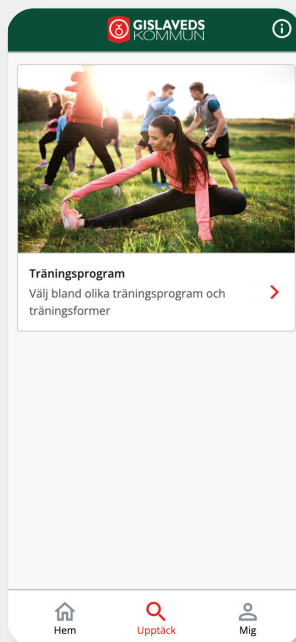 GISLAVEDS
KOMMUN
Träningsprogram
Välj bland olika träningsprogram och
träningsformer
Hem
Upptäck
Mig